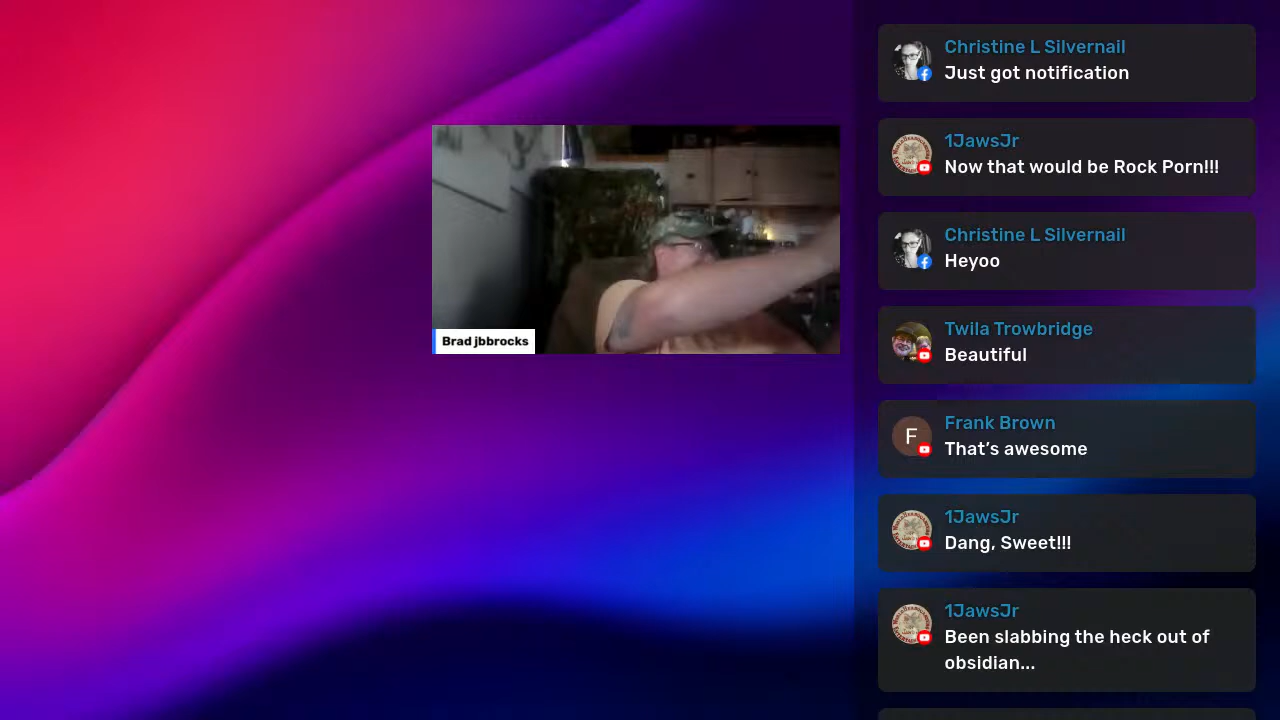 Christine L Silvernail
Just got notification
1JawsJr
Now that would be Rock Porn!!!
Christine L Silvernail
Heyoo
Twila Trowbridge
Beautiful
Brad jbbrocks
F
Frank Brown
That’s awesome
1JawsJr
Dang, Sweet!!!
1JawsJr
Been slabbing the heck out of
obsidian...